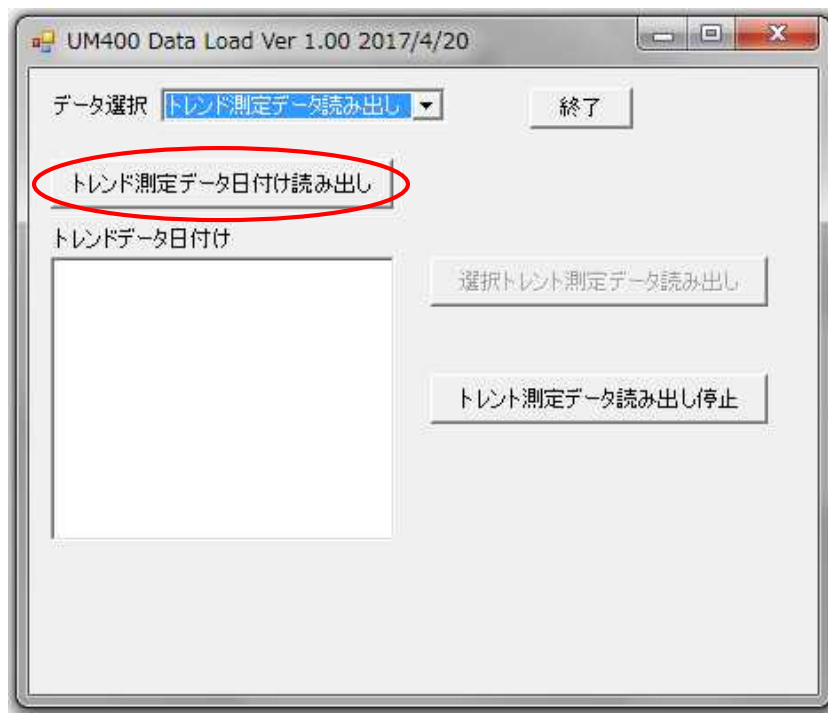 UM400 Data Load Ver 1.00 2017/4/20
データ選択 トレンド測定データ読み出し 終了
トレンド測定データ日付け読み出し
トレンドデータ日付け
選択トレント測定データ読み出し
トレント測定データ読み出し停止